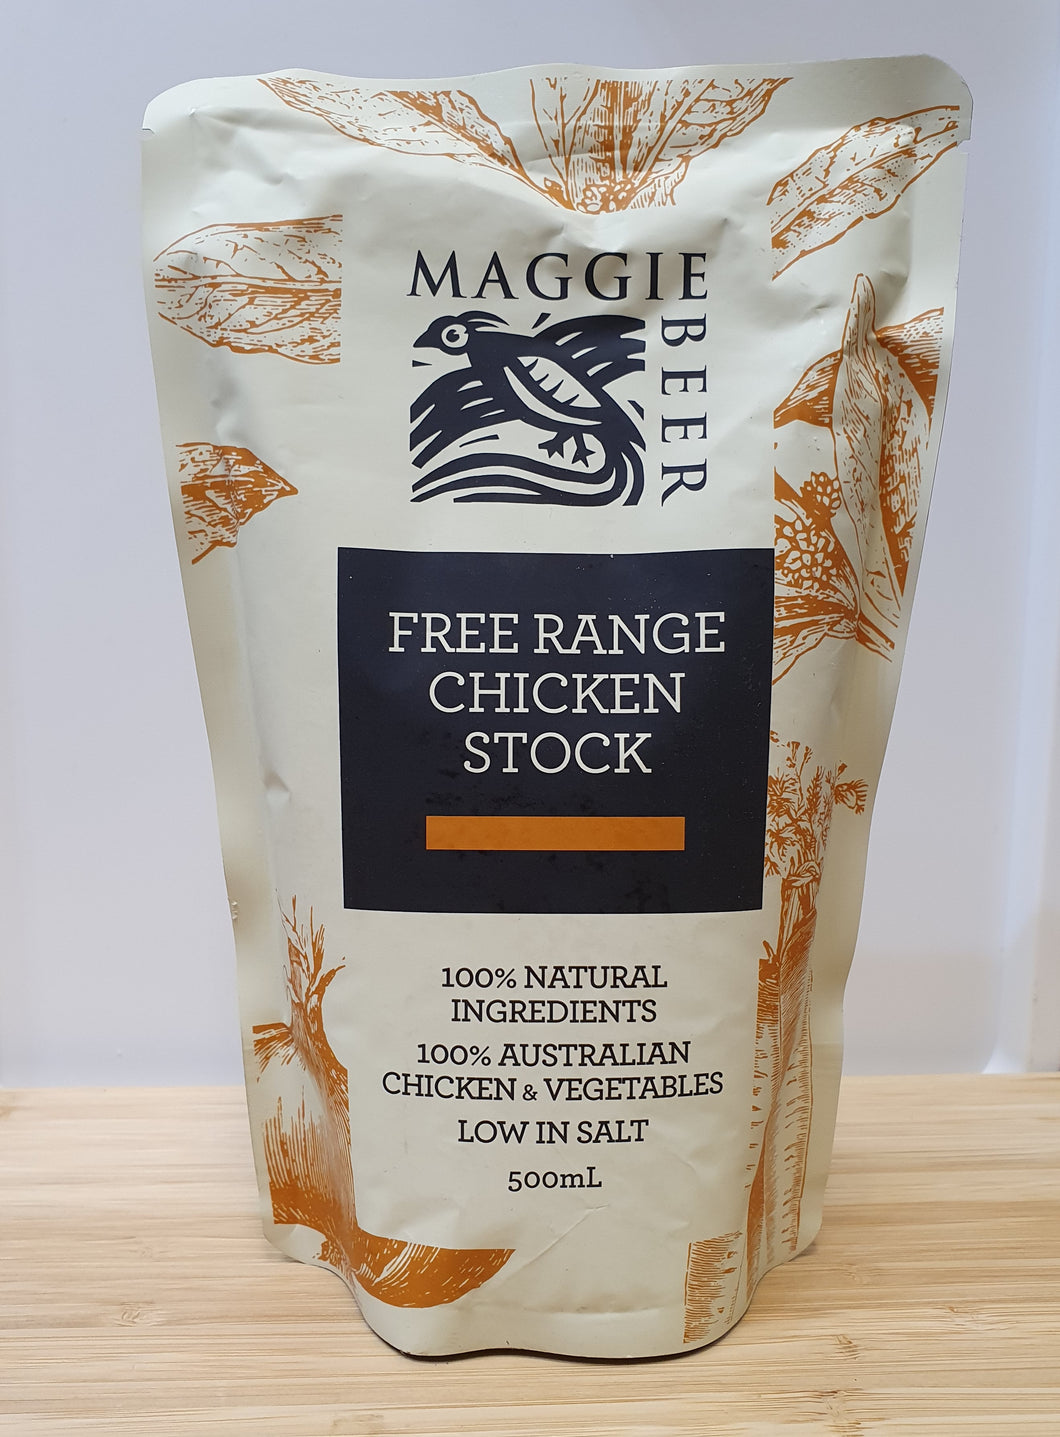 MAGGIE
BEER
FREE RANGE
CHICKEN
STOCK
100% NATURAL
INGREDIENTS
100% AUSTRALIAN
CHICKEN & VEGETABLES
LOW IN SALT
500mL